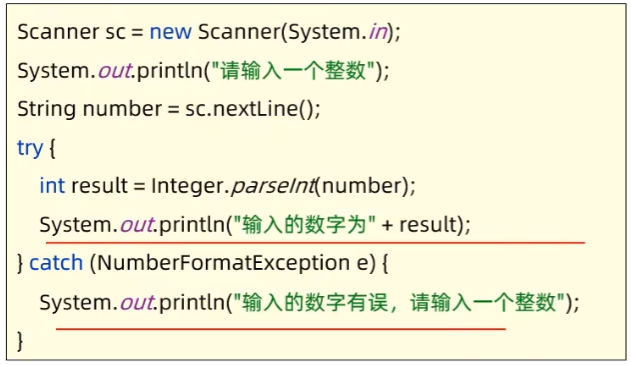 Scanner sc = new Scanner(System.in);
System.out.println("请输入一个整数");
String number = sc.nextLine();
try {
int result = Integer.parseInt(number);
System.out.println("输入的数字为" + result);
} catch (NumberFormatException e) {
System.out.println("输入的数字有误，请输入一个整数");
}